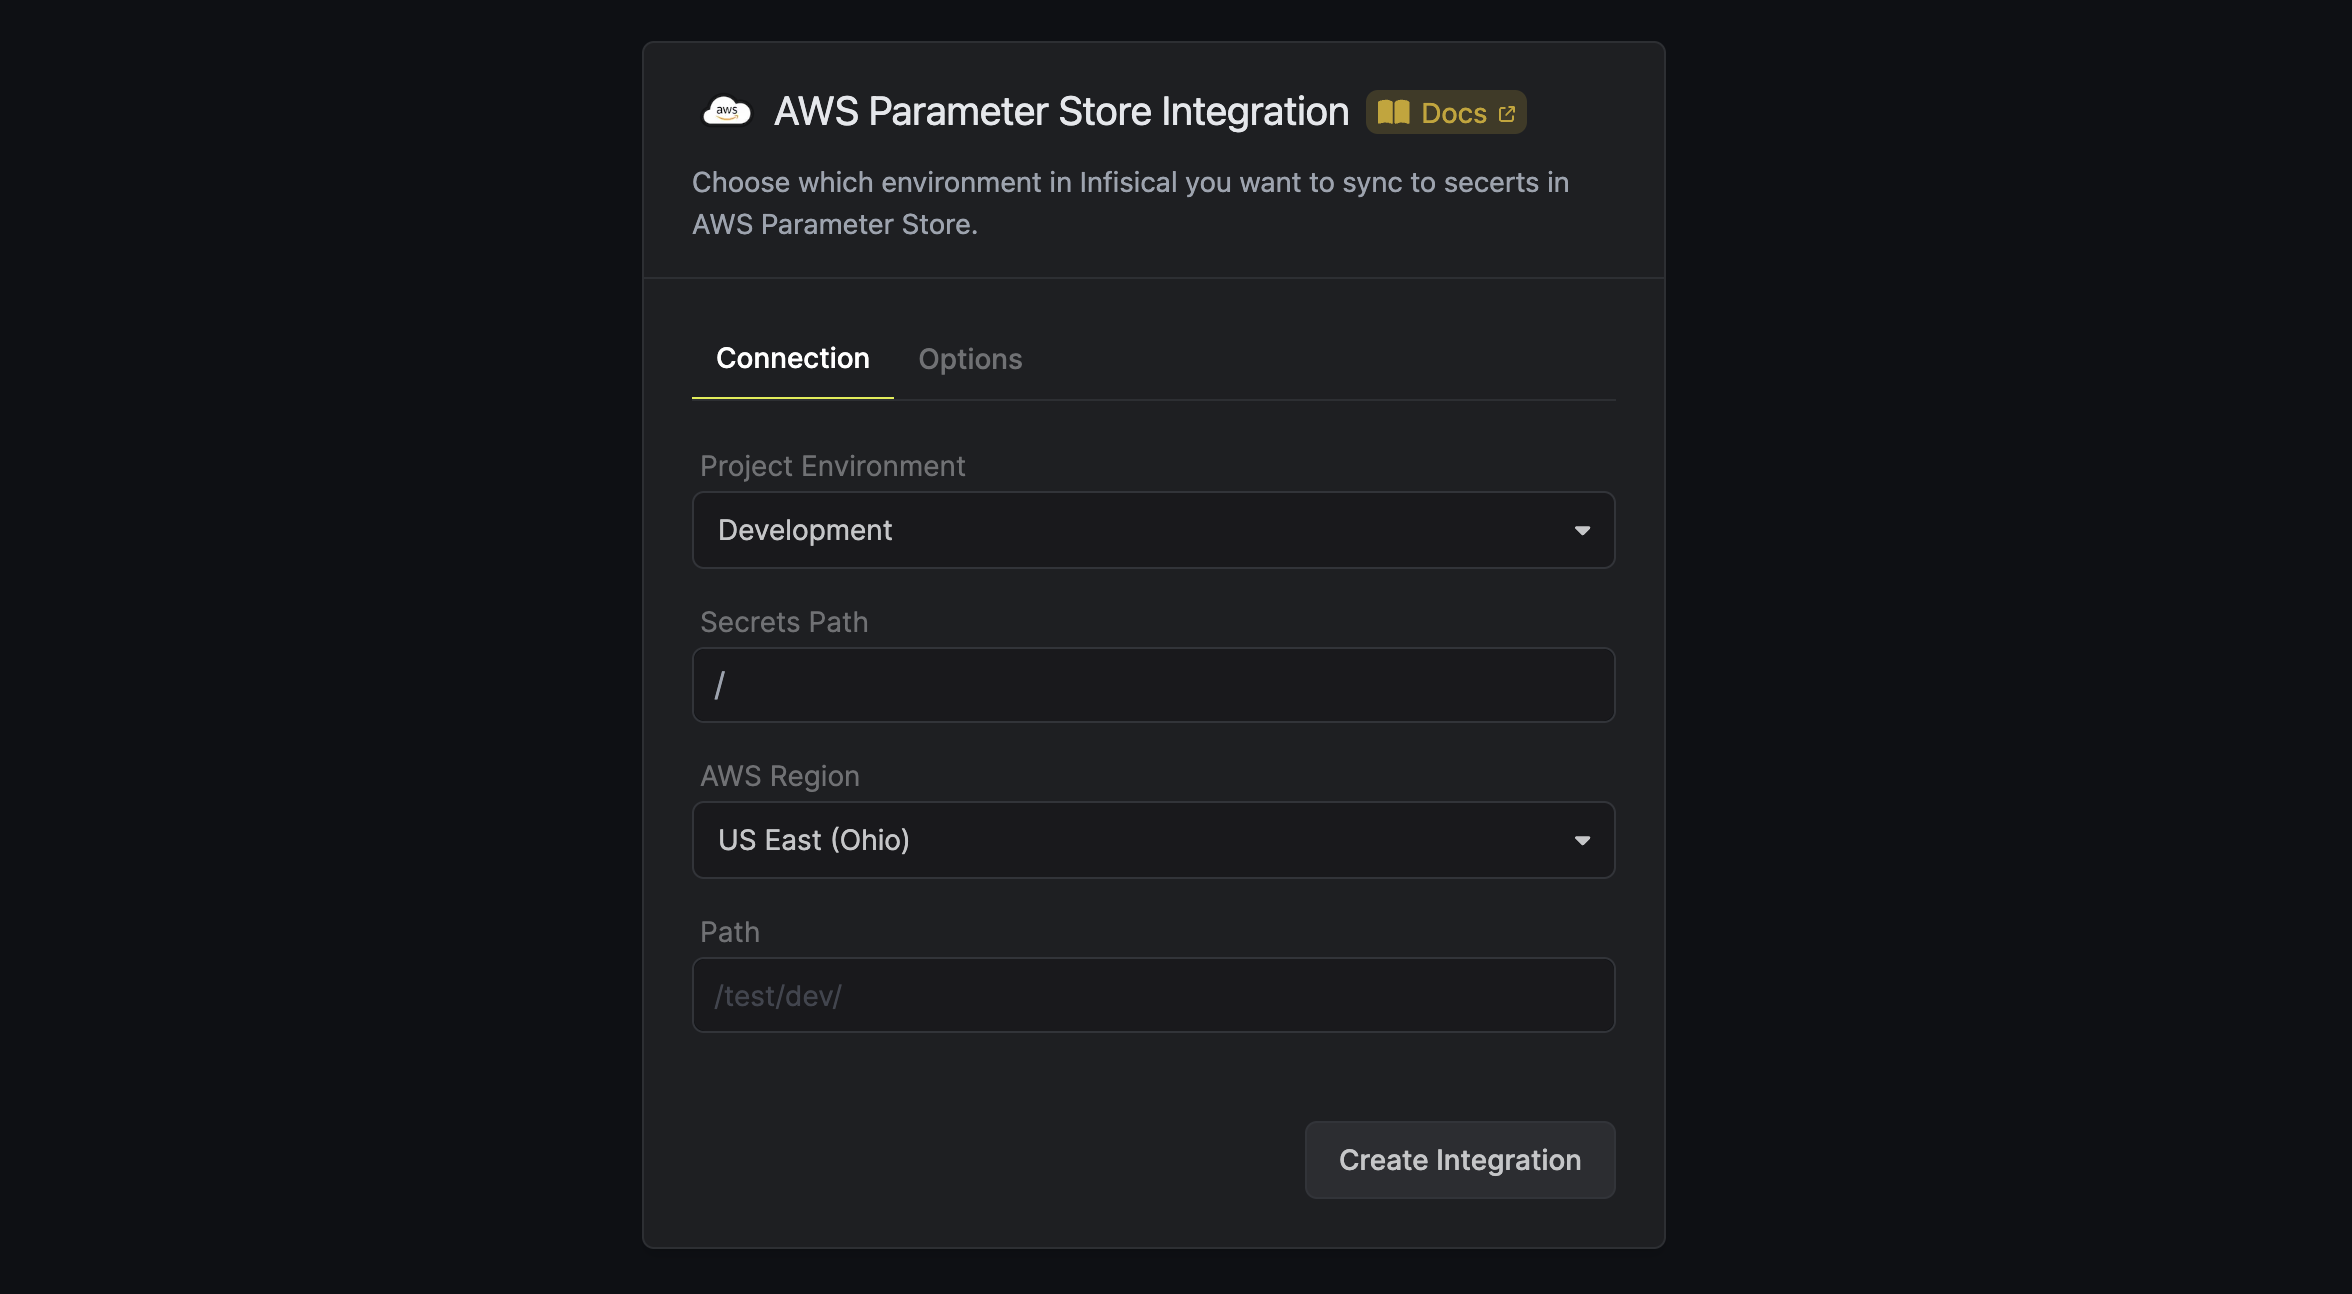 aws
AWS Parameter Store Integration
Docs
Choose which environment in Infisical you want to sync to secerts in
AWS Parameter Store.
Connection
Options
Project Environment
Development
Secrets Path
/
AWS Region
US East (Ohio)
Path
/test/dev/
Create Integration